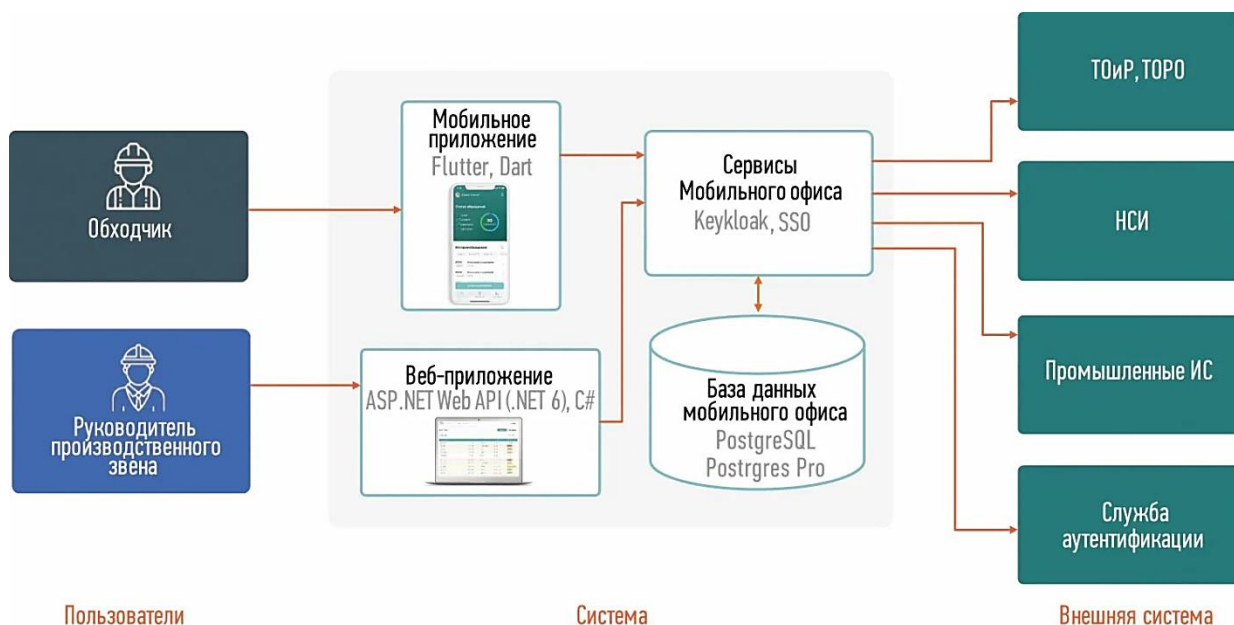 Обходчик
Руководитель
производственного
звена
Пользователи
Мобильное
приложение
Flutter, Dart
Веб-приложение
ASP.NET Web API (.NET 6), C#
Сервисы
Мобильного офиса
Keykloak, SSO
База данных
мобильного офиса
PostgreSQL
Postrgres Pro
Система
ТОиР, ТОРО
НСИ
Промышленные ИС
Служба
аутентификации
Внешняя система